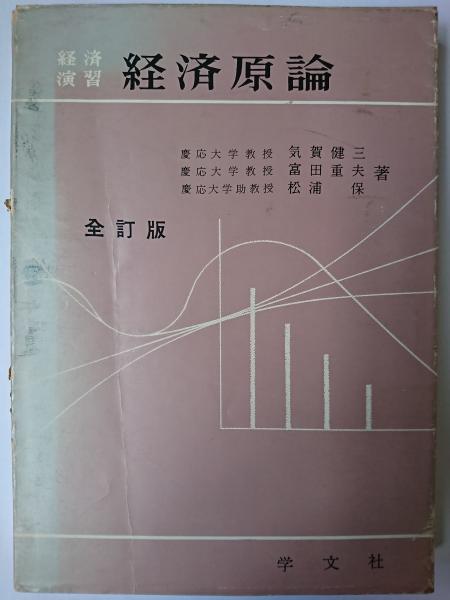 経済
演習
経済原論
慶応大学教授 気賀健三
慶応大学教授 富田重夫 著
慶応大学助教授 松浦 保
全訂版
学文社